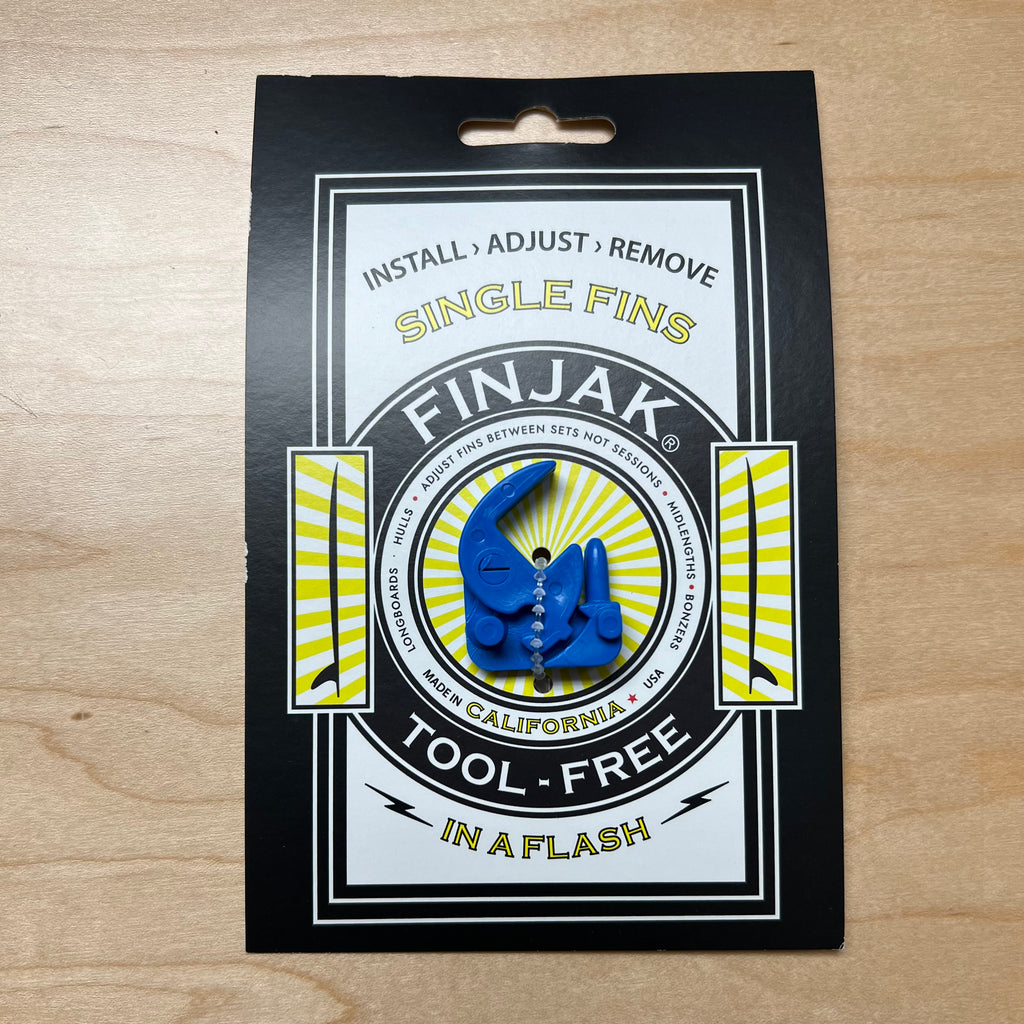 INSTALL › ADJUST › REMOVE
SINGLE FINS
FINJAK®
LONGBOARDS · HULLS • ADJUST FINS BETWEEN SETS NOT SESSIONS • MIDLENGTHS • BONZERS
MADE IN CALIFORNIA ★ USA
TOOL-FREE
IN A FLASH